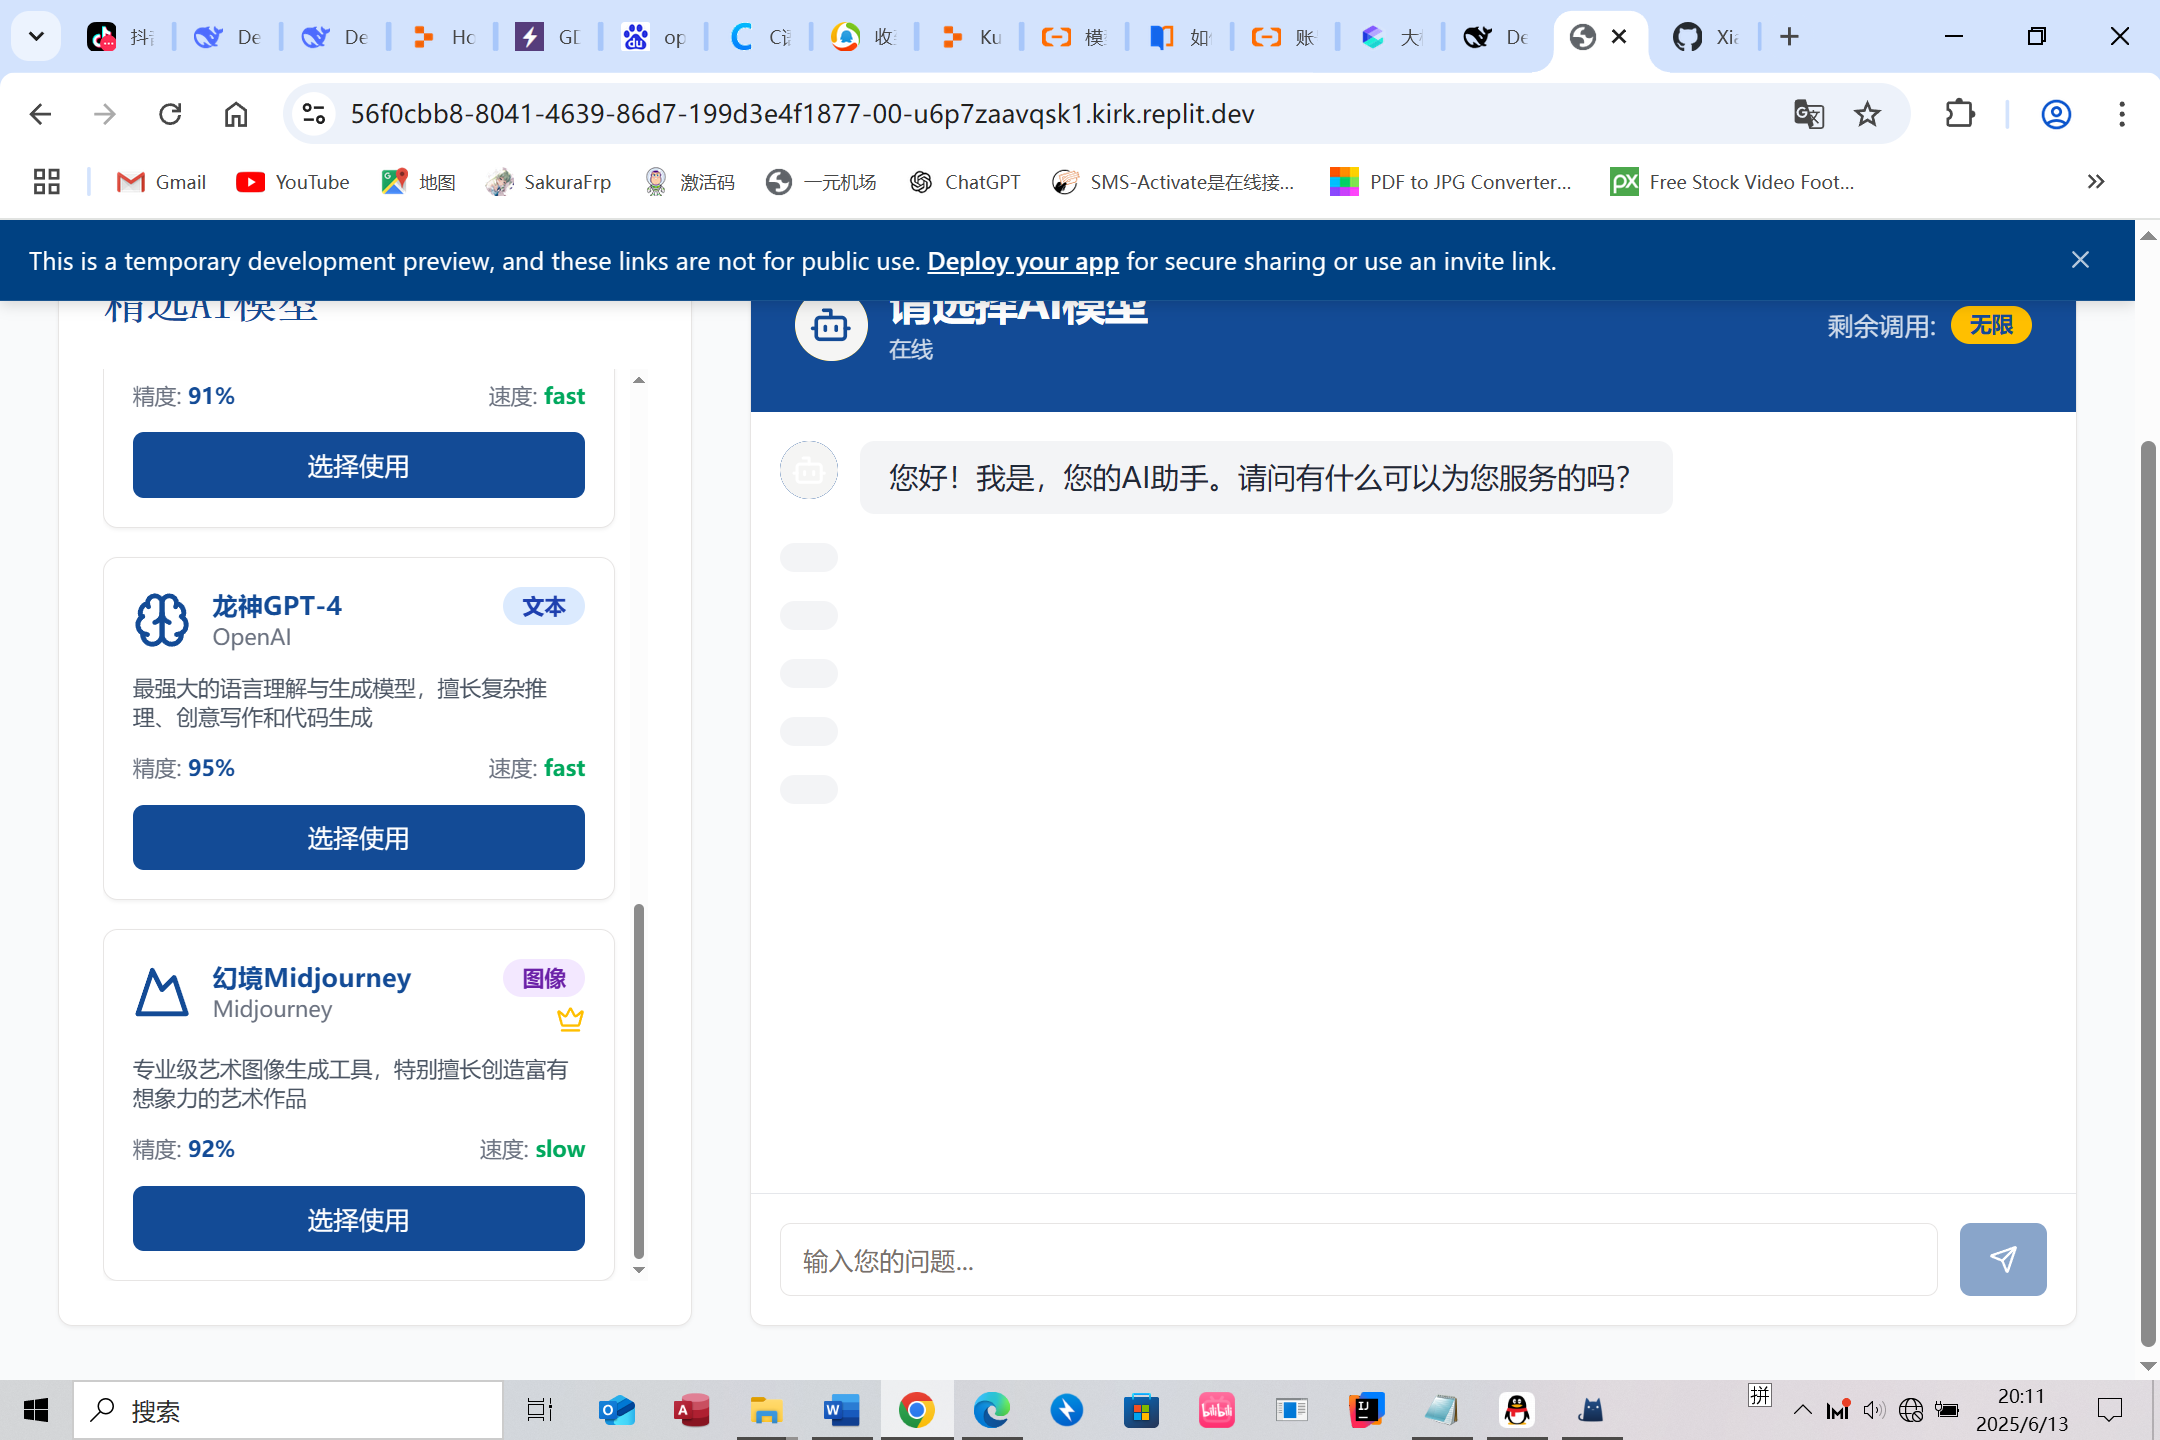 抖
De
De
Ho
GD
op
C语
收
Ku
模
如
账
大
De
Xia
56f0cbb8-8041-4639-86d7-199d3e4f1877-00-u6p7zaavqsk1.kirk.replit.dev
Gmail
YouTube
地图
SakuraFrp
激活码
一元机场
ChatGPT
SMS-Activate是在线接...
PDF to JPG Converter...
Free Stock Video Foot...
This is a temporary development preview, and these links are not for public use. Deploy your app for secure sharing or use an invite link.
精选AI模型
精度: 91%
速度: fast
选择使用
龙神GPT-4
文本
OpenAI
最强大的语言理解与生成模型，擅长复杂推
理、创意写作和代码生成
精度: 95%
速度: fast
选择使用
幻境Midjourney
图像
Midjourney
专业级艺术图像生成工具，特别擅长创造富有
想象力的艺术作品
精度: 92%
速度: slow
选择使用
请选择AI模型
在线
剩余调用: 无限
您好！我是，您的AI助手。请问有什么可以为您服务的吗？
输入您的问题...
搜索
拼
20:11
2025/6/13